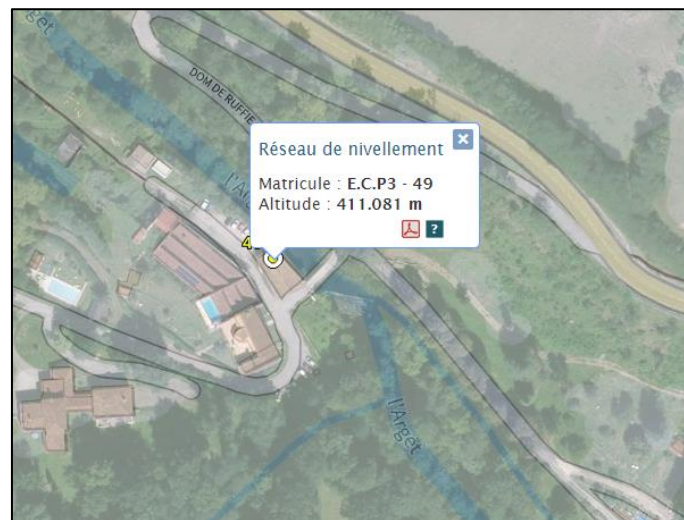 Arget
DOM DE RUFFIE
Réseau de nivellement
Matricule : E.C.P3 - 49
Altitude : 411.081 m
?
l'Arget